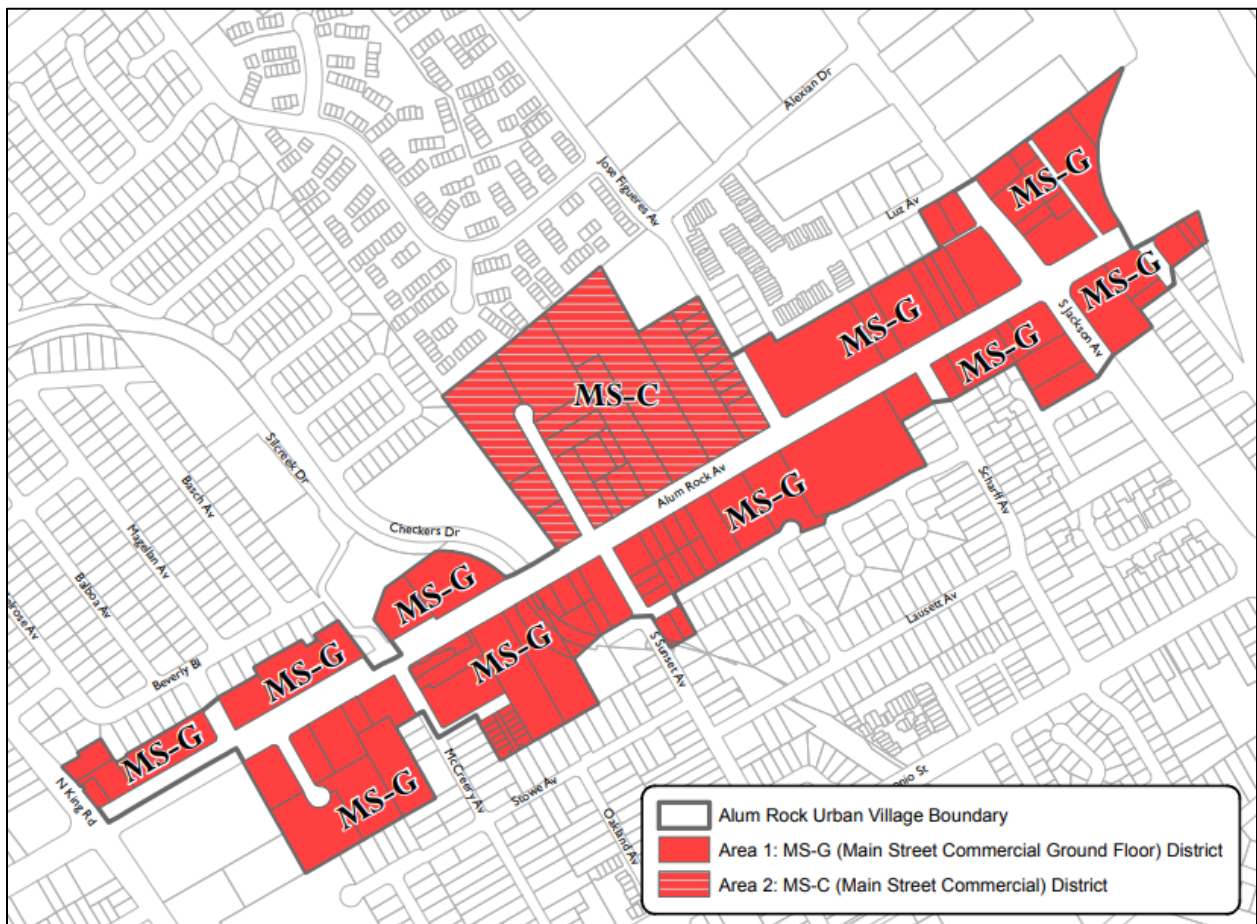 Alexian Dr
Jose Figueres Av
Luz Av
MS-G
MS-G
MS-G
S Jackson Av
MS-G
MS-C
Alum Rock Av
MS-G
Scharff Av
Silcreek Dr
Basch Av
Magellan Av
Balboa Av
Checkers Dr
MS-G
Lausett Av
MS-G
S Sunset Av
Beverly Bl
MS-G
MS-G
N King Rd
MS-G
McCreery Av
Stowe Av
Oakland Av
Alum Rock Urban Village Boundary
Area 1: MS-G (Main Street Commercial Ground Floor) District
Area 2: MS-C (Main Street Commercial) District